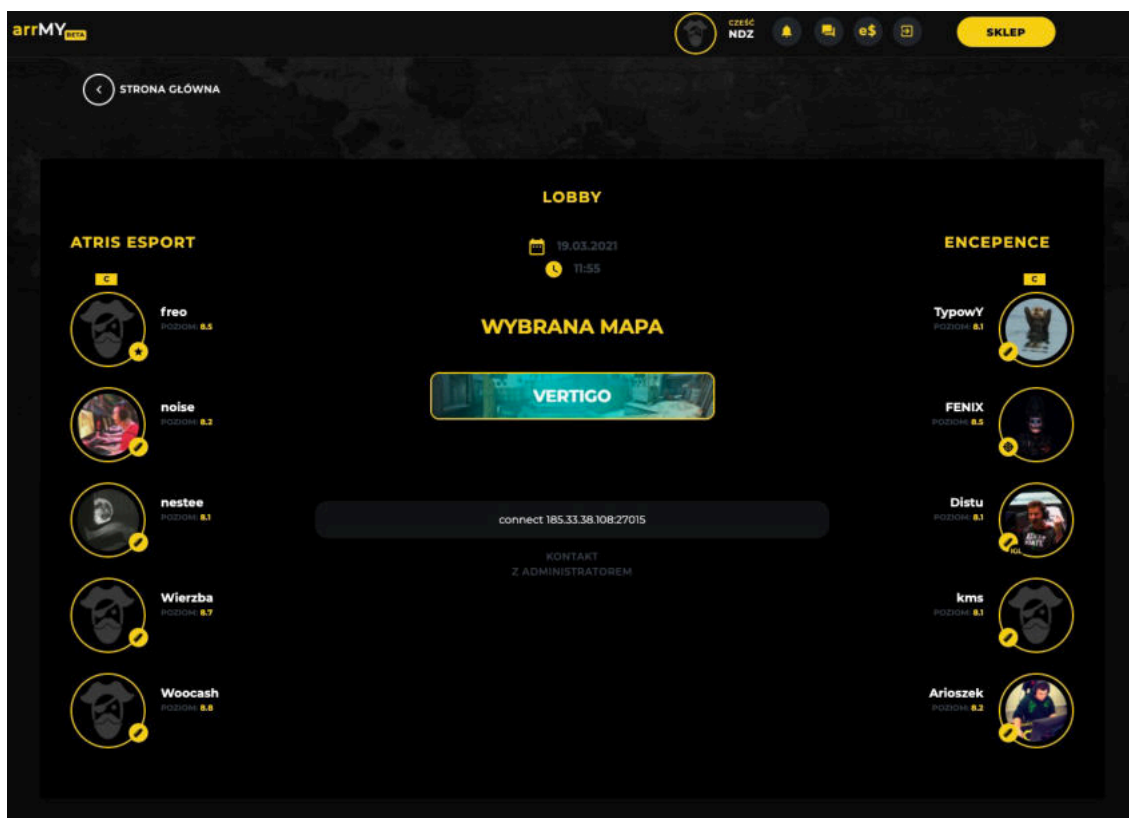 arrMY BETA
CZEŚĆ
NDZ
e$
SKLEP
STRONA GŁÓWNA
LOBBY
ATRIS ESPORT
19.03.2021
11:55
ENCEPENCE
C
freo
POZIOM: 8.5
noise
POZIOM: 8.2
nestee
POZIOM: 8.1
Wierzba
POZIOM: 8.7
Woocash
POZIOM: 8.8
WYBRANA MAPA
VERTIGO
connect 185.33.38.108:27015
KONTAKT
Z ADMINISTRATOREM
C
TypowY
POZIOM: 8.1
FENIX
POZIOM: 8.5
Distu
POZIOM: 8.1
IGL
kms
POZIOM: 8.1
Arioszek
POZIOM: 8.2